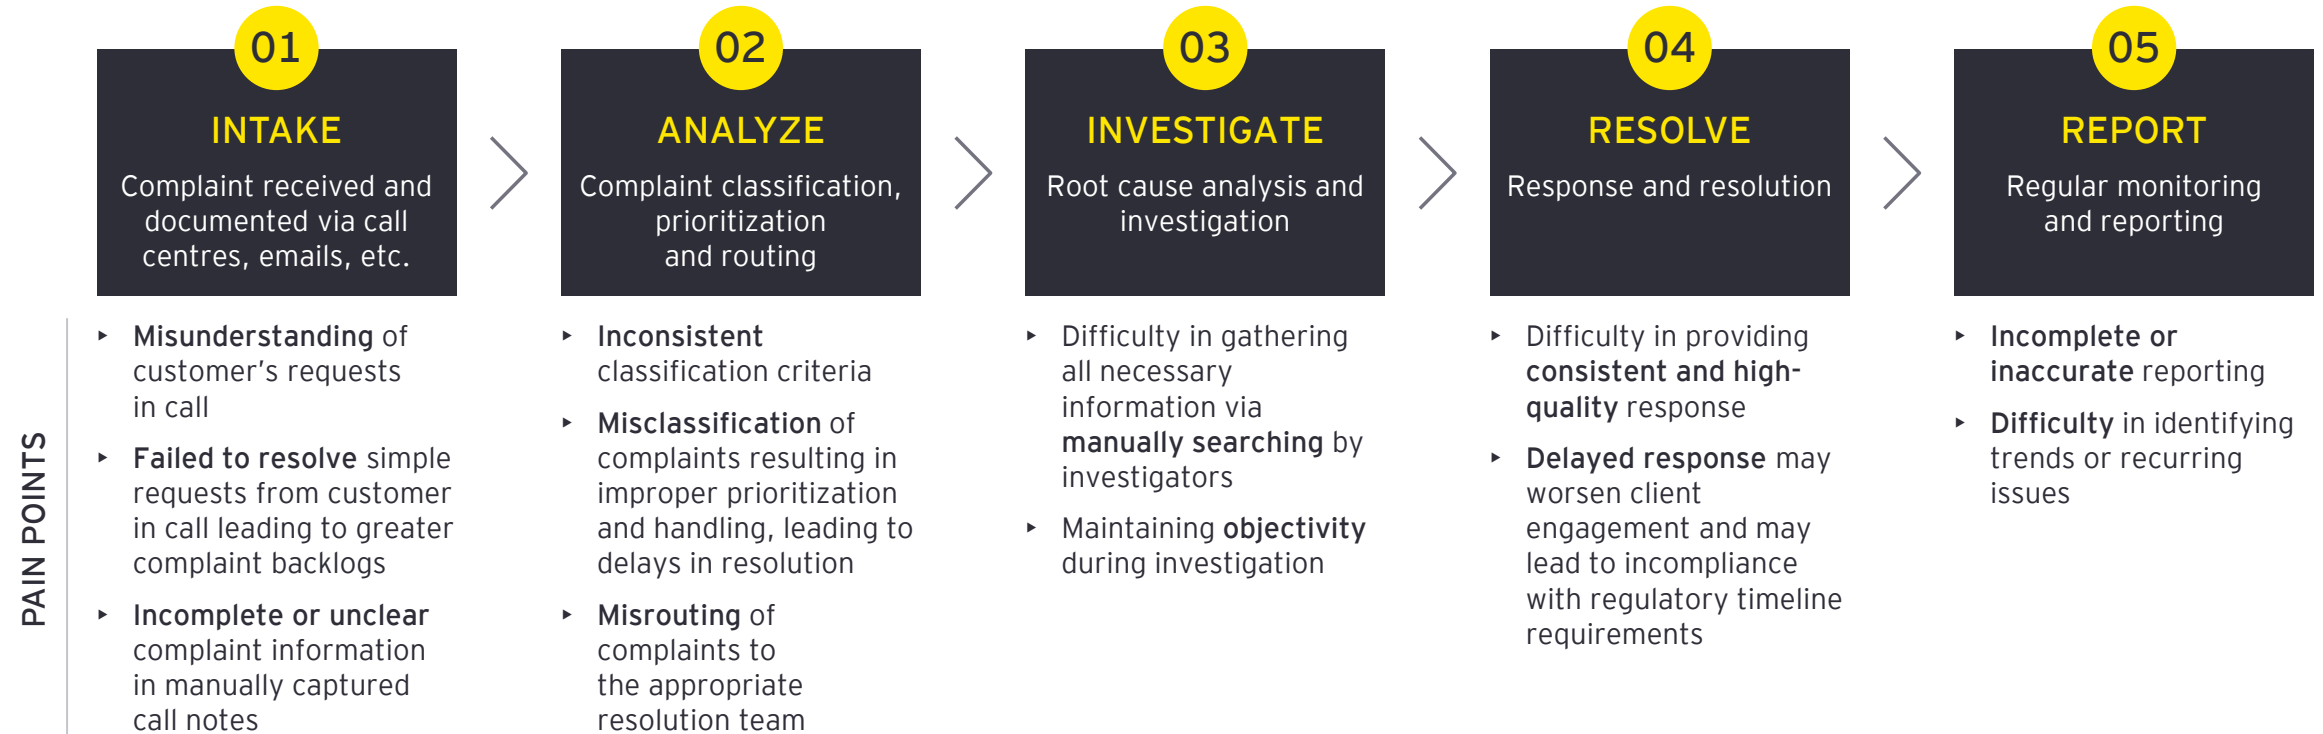 01
INTAKE
Complaint received and
documented via call
centres, emails, etc.
02
ANALYZE
Complaint classification,
prioritization
and routing
03
INVESTIGATE
Root cause analysis and
investigation
04
RESOLVE
Response and resolution
05
REPORT
Regular monitoring
and reporting
PAIN POINTS
‣ Misunderstanding of
customer’s requests
in call
‣ Failed to resolve simple
requests from customer
in call leading to greater
complaint backlogs
‣ Incomplete or unclear
complaint information
in manually captured
call notes
‣ Inconsistent
classification criteria
‣ Misclassification of
complaints resulting in
improper prioritization
and handling, leading to
delays in resolution
‣ Misrouting of
complaints to
the appropriate
resolution team
‣ Difficulty in gathering
all necessary
information via
manually searching by
investigators
‣ Maintaining objectivity
during investigation
‣ Difficulty in providing
consistent and high-
quality response
‣ Delayed response may
worsen client
engagement and may
lead to incompliance
with regulatory timeline
requirements
‣ Incomplete or
inaccurate reporting
‣ Difficulty in identifying
trends or recurring
issues